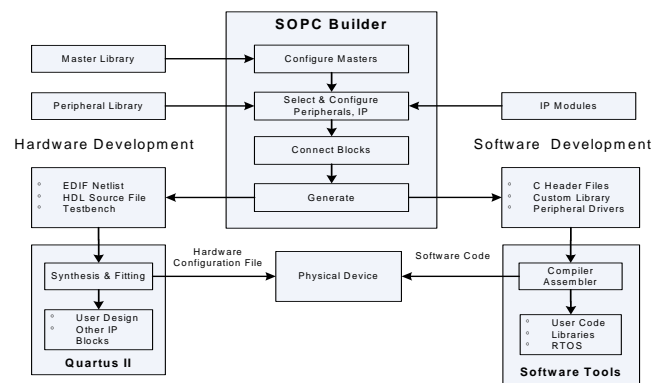 SOPC Builder
Master Library
Configure Masters
Peripheral Library
Select & Configure
Peripherals, IP
IP Modules
Hardware Development
Software Development
Connect Blocks
° EDIF Netlist
° HDL Source File
° Testbench
Generate
° C Header Files
° Custom Library
° Peripheral Drivers
Synthesis & Fitting
Hardware
Configuration File
Physical Device
Software Code
Compiler
Assembler
° User Design
° Other IP
Blocks
Quartus II
° User Code
° Libraries
° RTOS
Software Tools